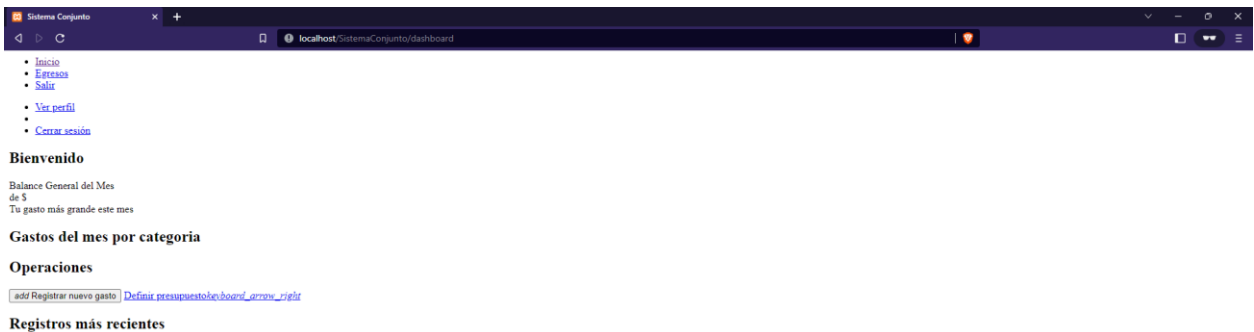 Sistema Conjunto
localhost/SistemaConjunto/dashboard
Inicio
Egresos
Salir
Ver perfil
Cerrar sesión
Bienvenido
Balance General del Mes
de $
Tu gasto más grande este mes
Gastos del mes por categoria
Operaciones
add Registrar nuevo gasto Definir presupuestokeyboard_arrow_right
Registros más recientes